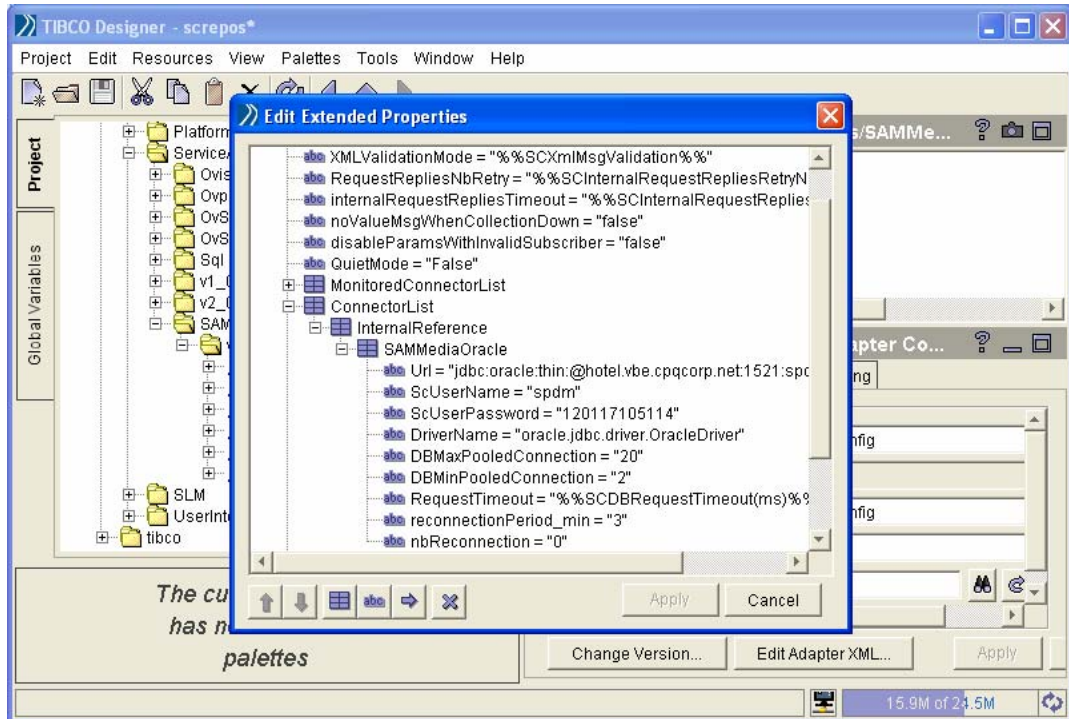 TIBCO Designer - screpos*
Project Edit Resources View Palettes Tools Window Help
Project
Global Variables
Platforr
Service
Ovis
Ovp
OvS
OvS
Sql
v1_
v2_
SAM
SLM
UserInte
tibco
Edit Extended Properties
XMLValidationMode = "%%SCXmlMsgValidation%%"
RequestRepliesNbRetry = "%%SCInternalRequestRepliesRetryN
internalRequestRepliesTimeout = "%%SCInternalRequestReplies
noValueMsgWhenCollectionDown = "false"
disableParamsWithInvalidSubscriber = "false"
QuietMode = "False"
MonitoredConnectorList
ConnectorList
InternalReference
SAMMediaOracle
Url = "jdbc:oracle:thin:@hotel.vbe.cpqcorp.net:1521:spd
ScUserName = "spdm"
ScUserPassword = "120117105114"
DriverName = "oracle.jdbc.driver.OracleDriver"
DBMaxPooledConnection = "20"
DBMinPooledConnection = "2"
RequestTimeout = "%%SCDBRequestTimeout(ms)%%
reconnectionPeriod_min = "3"
nbReconnection = "0"
abc
Apply Cancel
s/SAMMe...
apter Co...
ng
nfig
nfig
The cu
has n
palettes
Change Version... Edit Adapter XML... Apply
15.9M of 24.5M